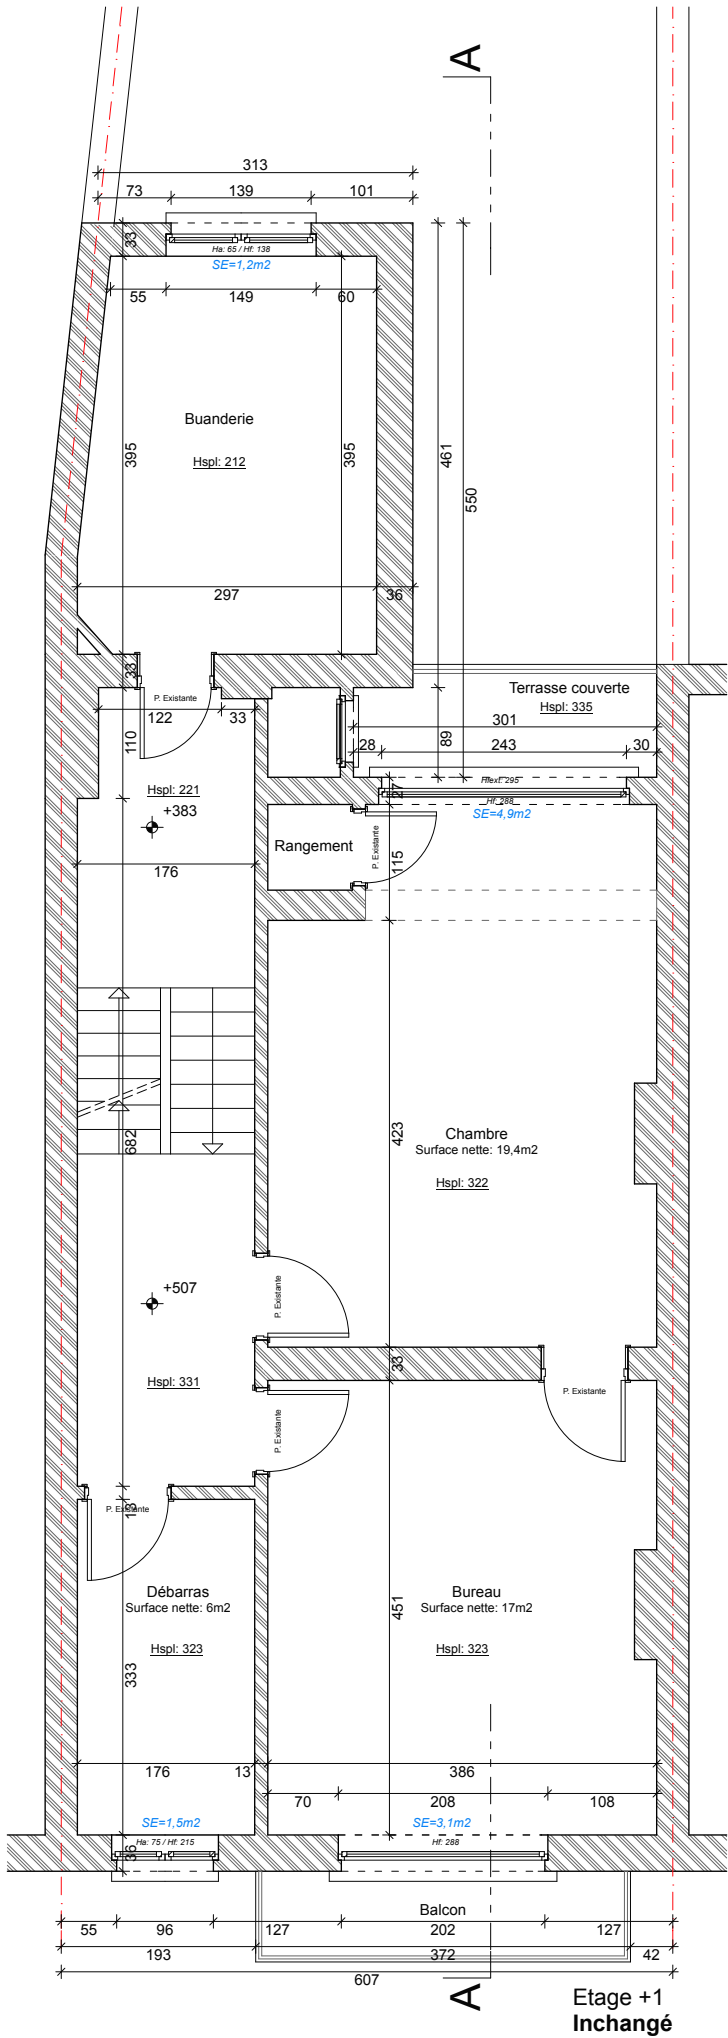 A
313
73 139 101
33
Ha: 65 / Hf: 138
SE=1,2m2
55 149 60
Buanderie
Hspl: 212
395
395
461
550
297 36
33
P. Existante
122 33
110
Terrasse couverte
Hspl: 335
301
28 243 30
89
Hfext: 295
Hf: 288
27
SE=4,9m2
Hspl: 221
+383
Rangement
P. Existante
115
176
682
423
Chambre
Surface nette: 19,4m2
Hspl: 322
+507
P. Existante
33
Hspl: 331
P. Existante
P. Existante
P. Existante
13
Débarras
Surface nette: 6m2
Hspl: 323
333
Bureau
Surface nette: 17m2
Hspl: 323
451
176 13 386
70 208 108
SE=1,5m2
Ha: 75 / Hf: 215
36
SE=3,1m2
Hf: 288
Balcon
55 96 127 202 127
193 372 42
607
A
Etage +1
Inchangé